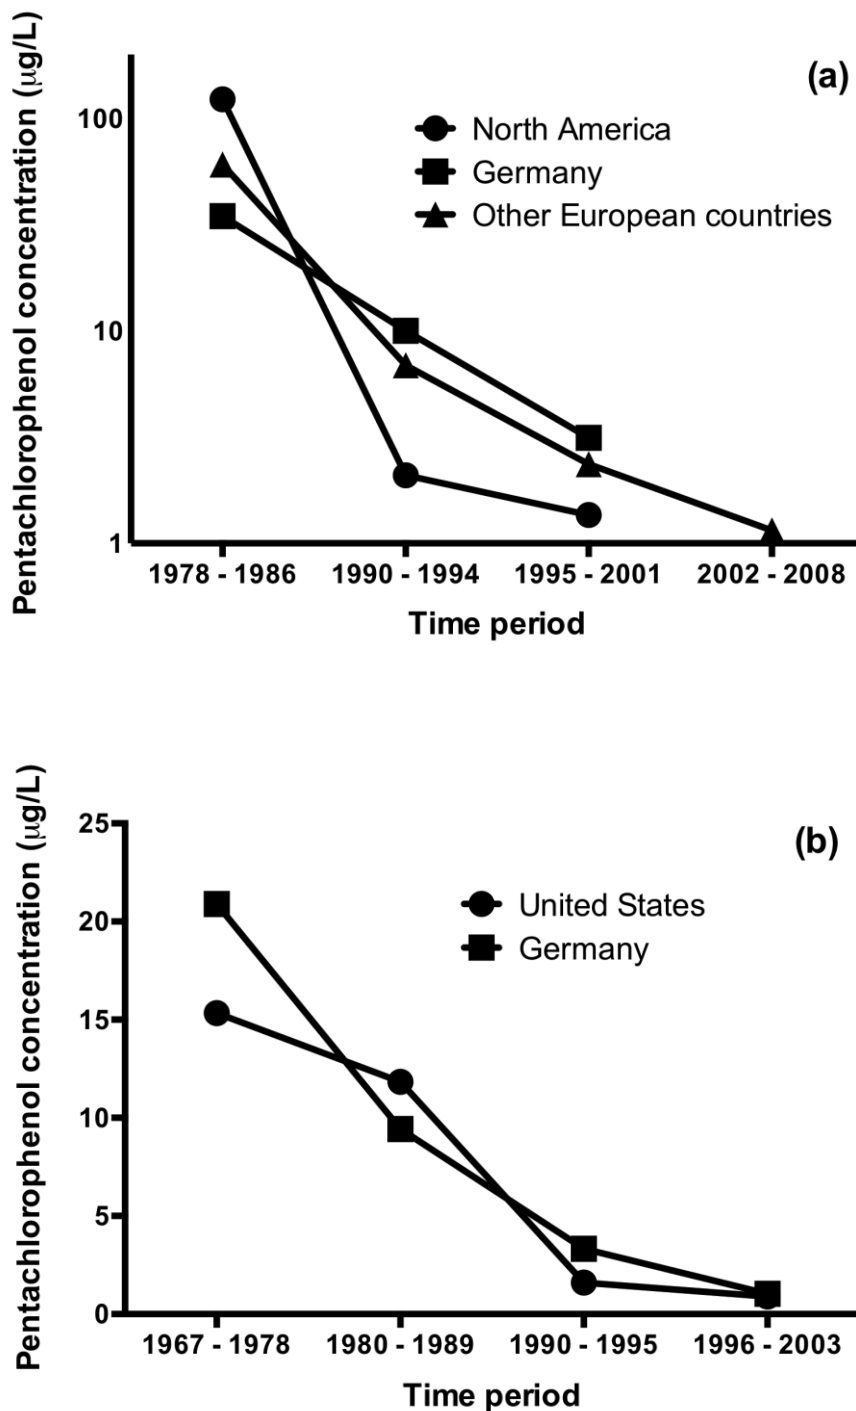 Pentachlorophenol concentration (µg/L)
(a)
100
10
1
North America
Germany
Other European countries
1978 - 1986 1990 - 1994 1995 - 2001 2002 - 2008
Time period
Pentachlorophenol concentration (µg/L)
(b)
25
20
15
10
5
0
United States
Germany
1967 - 1978 1980 - 1989 1990 - 1995 1996 - 2003
Time period